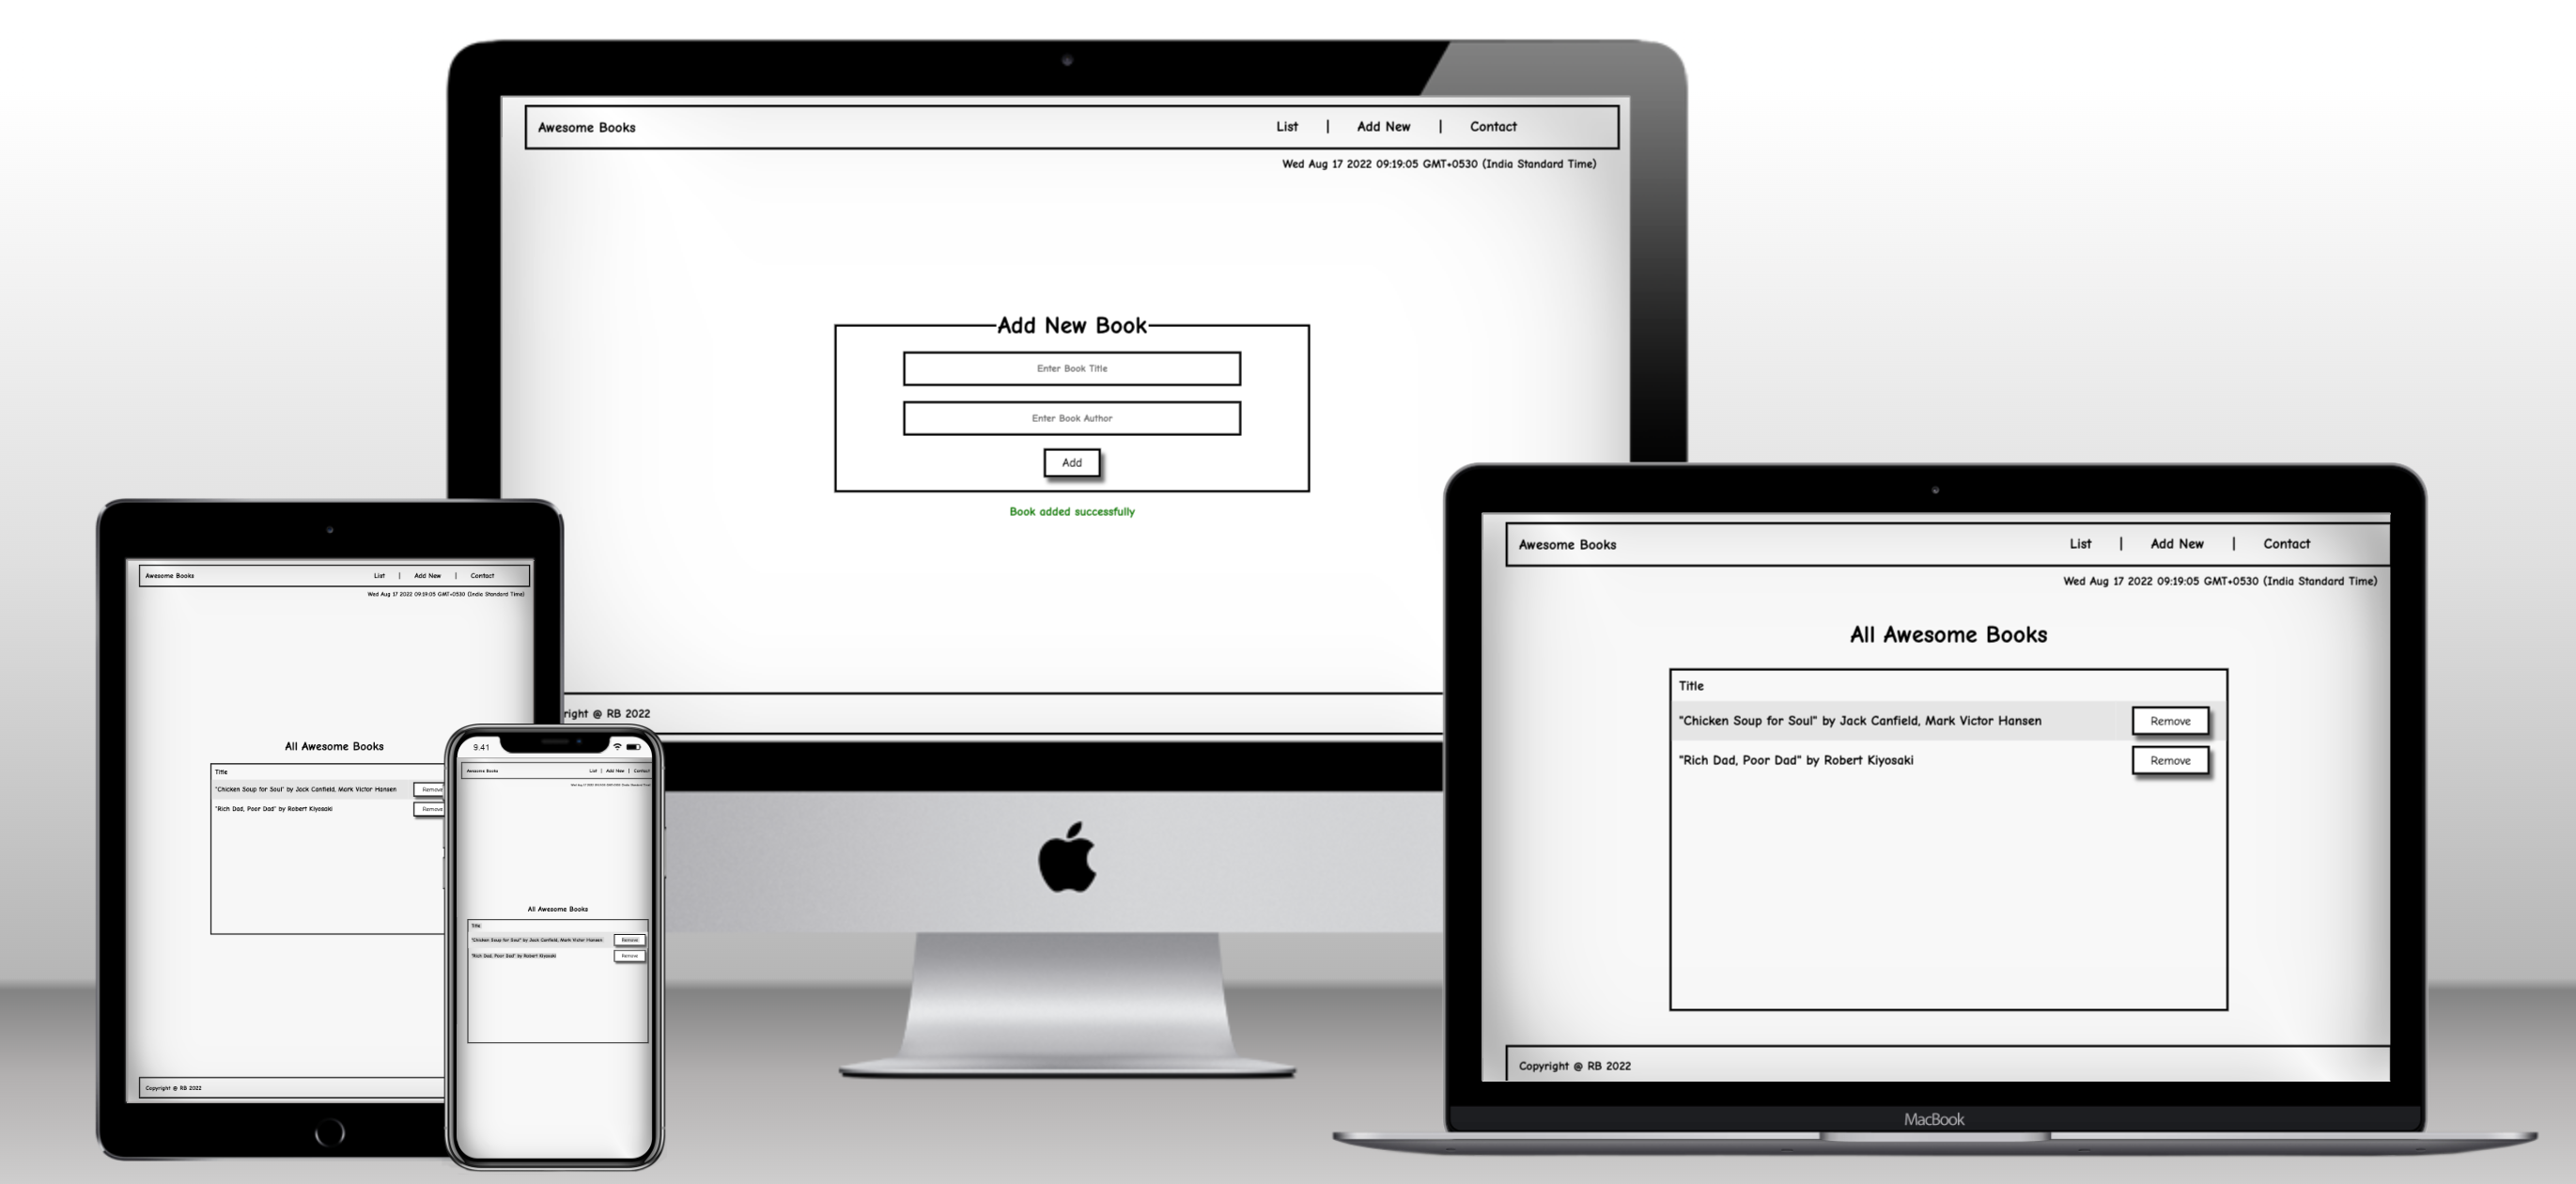 Awesome Books
List | Add New | Contact
Wed Aug 17 2022 09:19:05 GMT+0530 (India Standard Time)
Add New Book
Enter Book Title
Enter Book Author
Add
Book added successfully
right @ RB 2022
Awesome Books
List | Add New | Contact
Wed Aug 17 2022 09:19:05 GMT+0530 (India Standard Time)
All Awesome Books
Title
"Chicken Soup for Soul" by Jack Canfield, Mark Victor Hansen Remove
"Rich Dad, Poor Dad" by Robert Kiyosaki Remove
Copyright @ RB 2022
9.41
Awesome Books
List | Add New | Contact
All Awesome Books
Title
"Chicken Soup for Soul" by Jack Canfield, Mark Victor Hansen Remove
"Rich Dad, Poor Dad" by Robert Kiyosaki Remove
Awesome Books
List | Add New | Contact
Wed Aug 17 2022 09:19:05 GMT+0530 (India Standard Time)
All Awesome Books
Title
"Chicken Soup for Soul" by Jack Canfield, Mark Victor Hansen Remove
"Rich Dad, Poor Dad" by Robert Kiyosaki Remove
Copyright @ RB 2022
MacBook